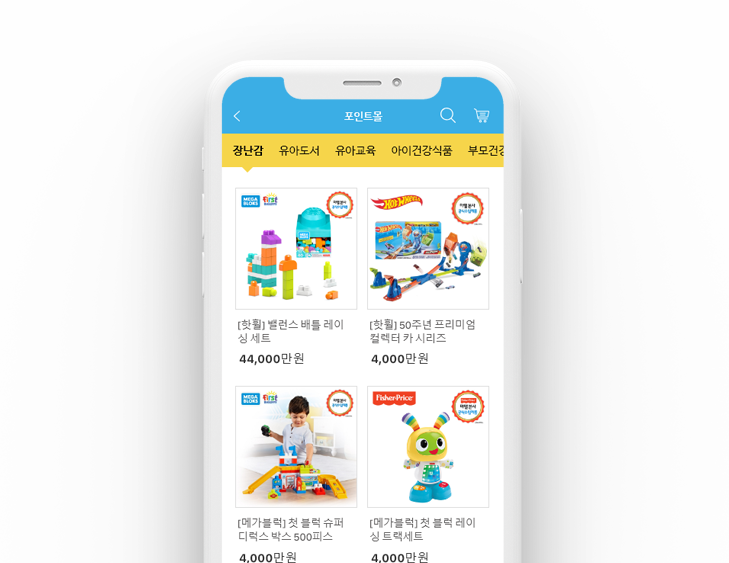 포인트몰
장난감 유아도서 유아교육 아이건강식품 부모건강
MEGA BLOKS first BUILDERS
HOT WHEELS
[핫휠] 밸런스 배틀 레이
싱 세트
44,000만원
[핫휠] 50주년 프리미엄
컬렉터 카 시리즈
4,000만원
MEGA BLOKS first BUILDERS
Fisher-Price
[메가블럭] 첫 블럭 슈퍼
디럭스 박스 500피스
4,000만원
[메가블럭] 첫 블럭 레이
싱 트랙세트
4,000만원